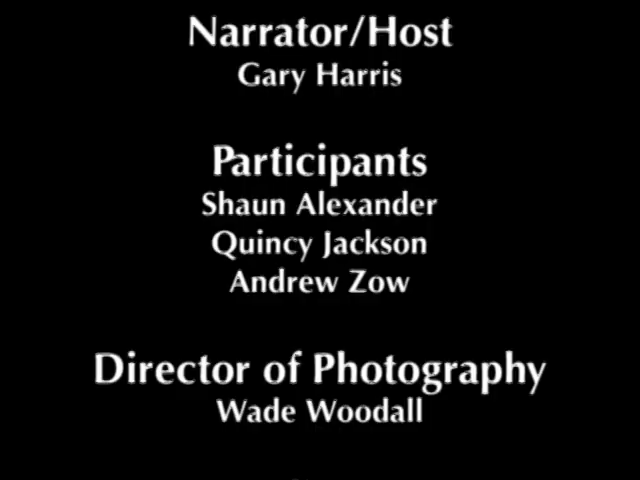 Narrator/Host
Gary Harris
Participants
Shaun Alexander
Quincy Jackson
Andrew Zow
Director of Photography
Wade Woodall